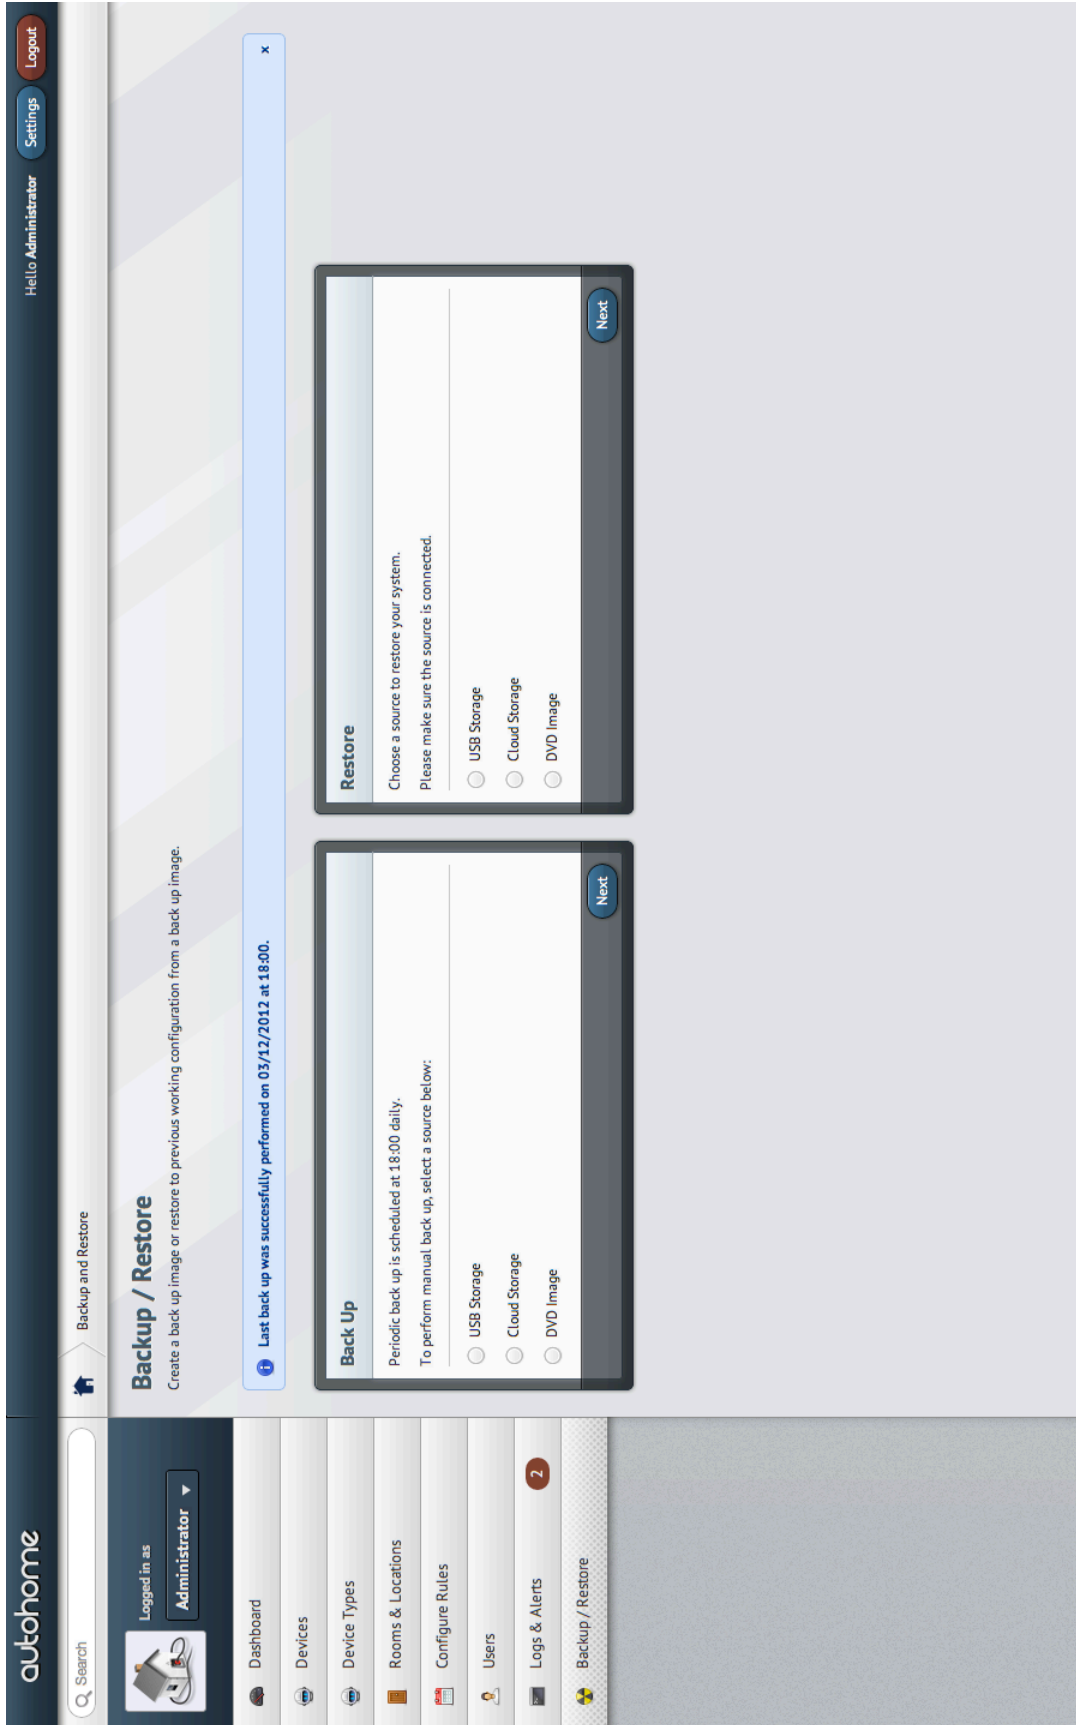 autohome
Hello Administrator
Settings
Logout
Search
Backup and Restore
Logged in as
Administrator
Dashboard
Devices
Device Types
Rooms & Locations
Configure Rules
Users
Logs & Alerts
2
Backup / Restore
Backup / Restore
Create a back up image or restore to previous working configuration from a back up image.
Last back up was successfully performed on 03/12/2012 at 18:00.
x
Back Up
Periodic back up is scheduled at 18:00 daily.
To perform manual back up, select a source below:
USB Storage
Cloud Storage
DVD Image
Next
Restore
Choose a source to restore your system.
Please make sure the source is connected.
USB Storage
Cloud Storage
DVD Image
Next